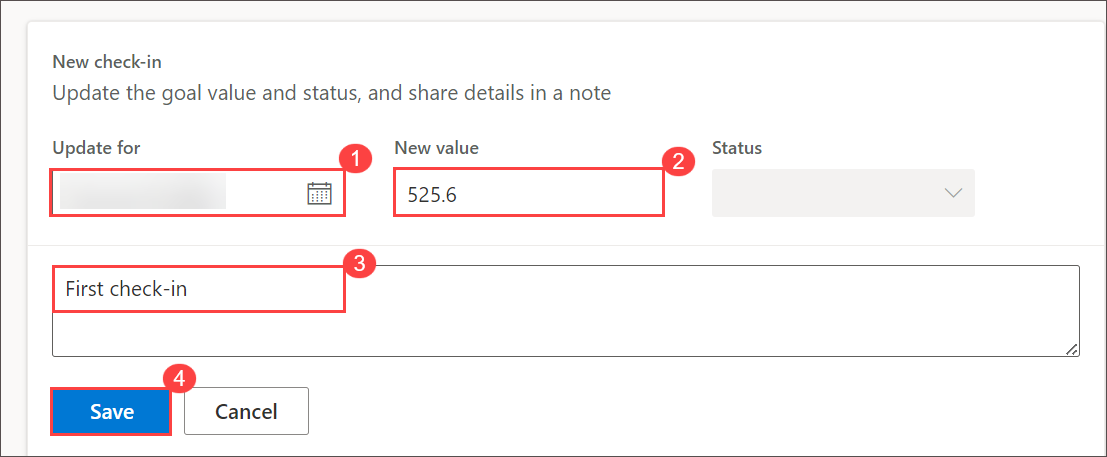 New check-in
Update the goal value and status, and share details in a note
Update for 1 New value 2 Status
525.6
3
First check-in
4
Save Cancel